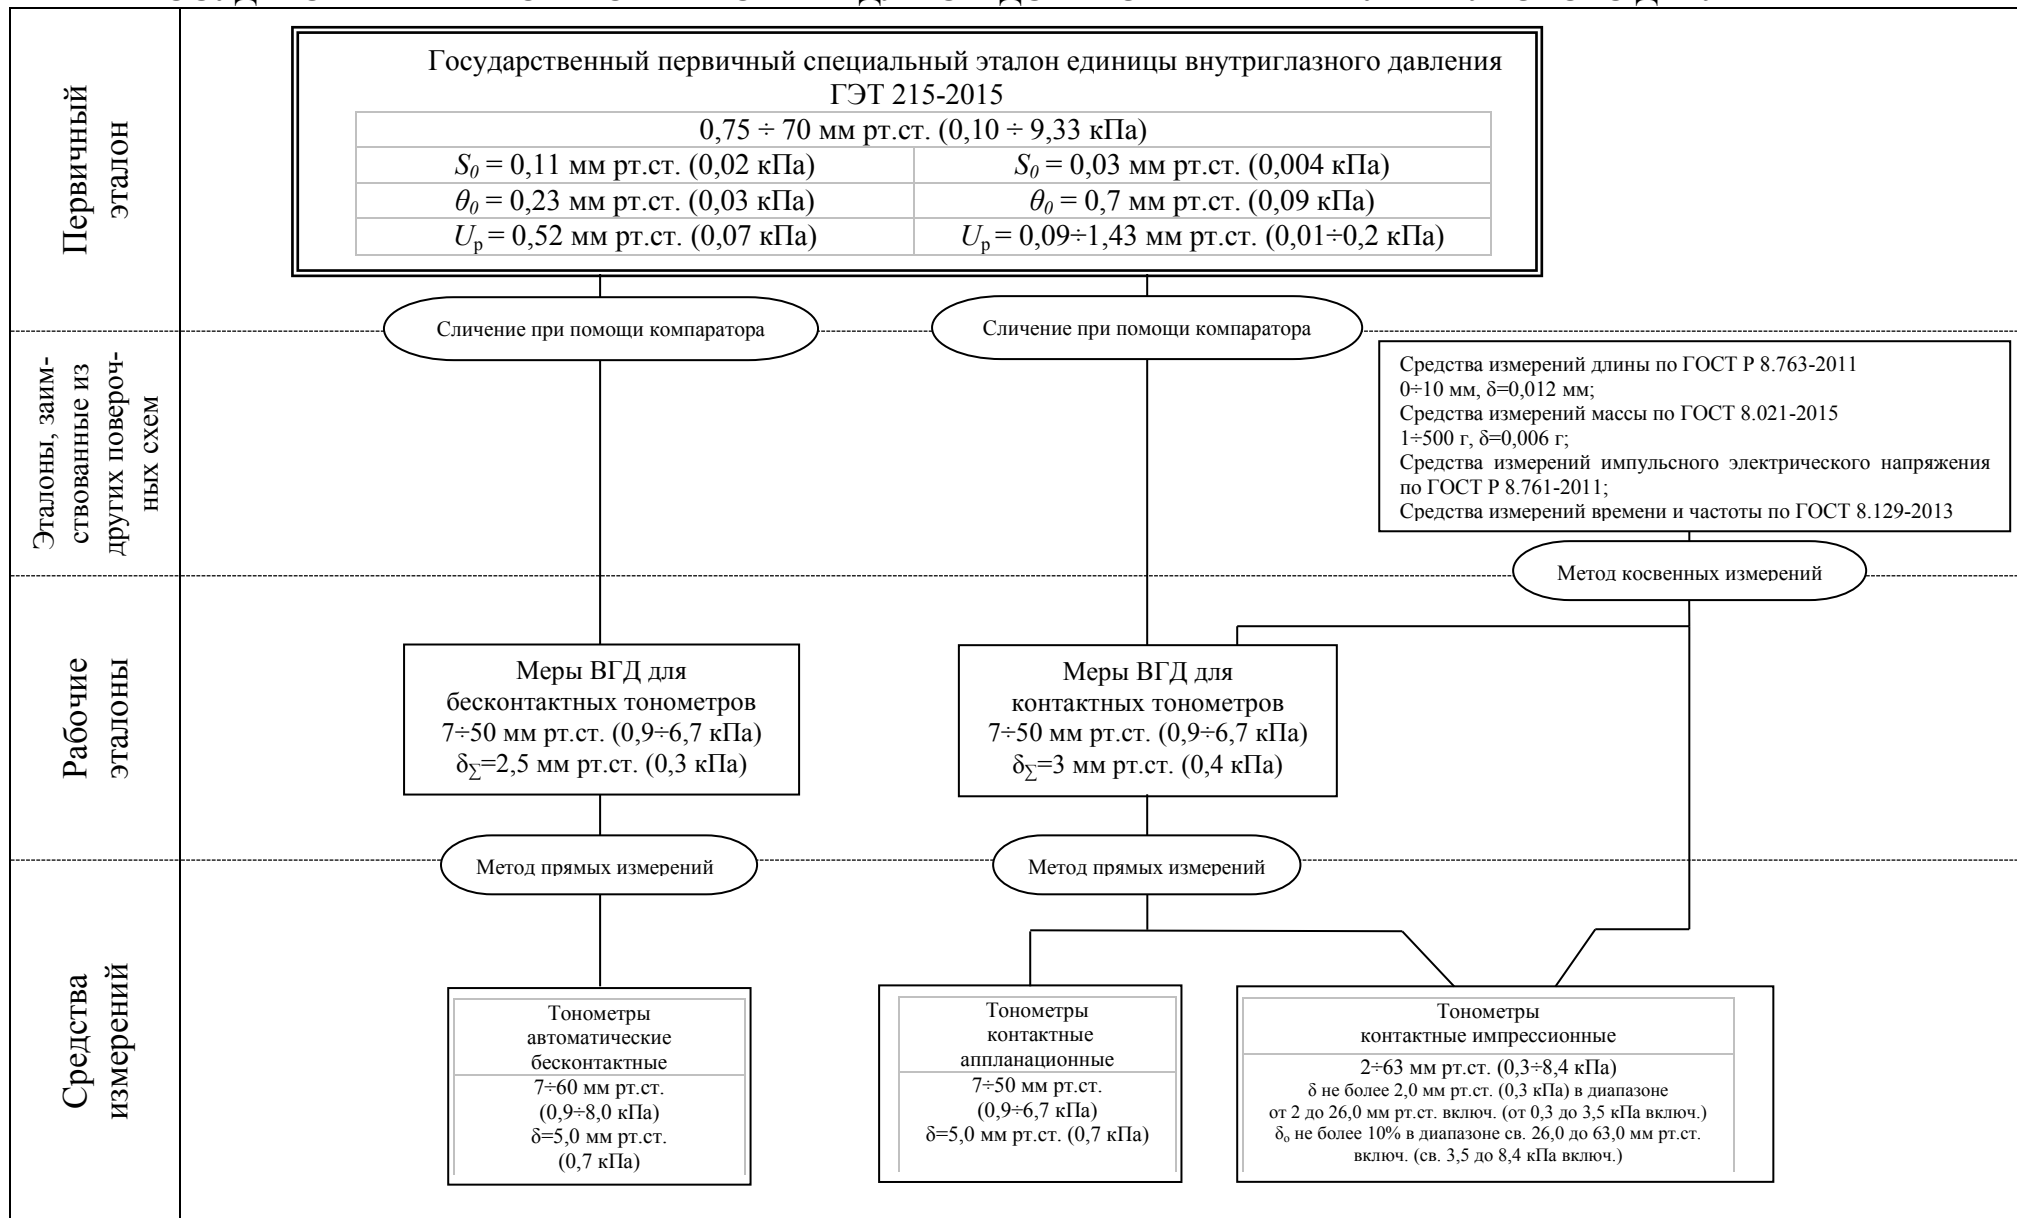 Первичный
эталон
Государственный первичный специальный эталон единицы внутриглазного давления
ГЭТ 215-2015
0,75 ÷ 70 мм рт.ст. (0,10 ÷ 9,33 кПа)
S₀ = 0,11 мм рт.ст. (0,02 кПа) S₀ = 0,03 мм рт.ст. (0,004 кПа)
θ₀ = 0,23 мм рт.ст. (0,03 кПа) θ₀ = 0,7 мм рт.ст. (0,09 кПа)
Uр = 0,52 мм рт.ст. (0,07 кПа) Uр = 0,09÷1,43 мм рт.ст. (0,01÷0,2 кПа)
Сличение при помощи компаратора
Сличение при помощи компаратора
Эталоны, заим-
ствованные из
других повероч-
ных схем
Средства измерений длины по ГОСТ Р 8.763-2011
0÷10 мм, δ=0,012 мм;
Средства измерений массы по ГОСТ 8.021-2015
1÷500 г, δ=0,006 г;
Средства измерений импульсного электрического напряжения
по ГОСТ Р 8.761-2011;
Средства измерений времени и частоты по ГОСТ 8.129-2013
Метод косвенных измерений
Рабочие
эталоны
Меры ВГД для
бесконтактных тонометров
7÷50 мм рт.ст. (0,9÷6,7 кПа)
δ∑=2,5 мм рт.ст. (0,3 кПа)
Меры ВГД для
контактных тонометров
7÷50 мм рт.ст. (0,9÷6,7 кПа)
δ∑=3 мм рт.ст. (0,4 кПа)
Метод прямых измерений
Метод прямых измерений
Средства
измерений
Тонометры
автоматические
бесконтактные
7÷60 мм рт.ст.
(0,9÷8,0 кПа)
δ=5,0 мм рт.ст.
(0,7 кПа)
Тонометры
контактные
аппланационные
7÷50 мм рт.ст.
(0,9÷6,7 кПа)
δ=5,0 мм рт.ст. (0,7 кПа)
Тонометры
контактные импрессионные
2÷63 мм рт.ст. (0,3÷8,4 кПа)
δ не более 2,0 мм рт.ст. (0,3 кПа) в диапазоне
от 2 до 26,0 мм рт.ст. включ. (от 0,3 до 3,5 кПа включ.)
δₒ не более 10% в диапазоне св. 26,0 до 63,0 мм рт.ст.
включ. (св. 3,5 до 8,4 кПа включ.)